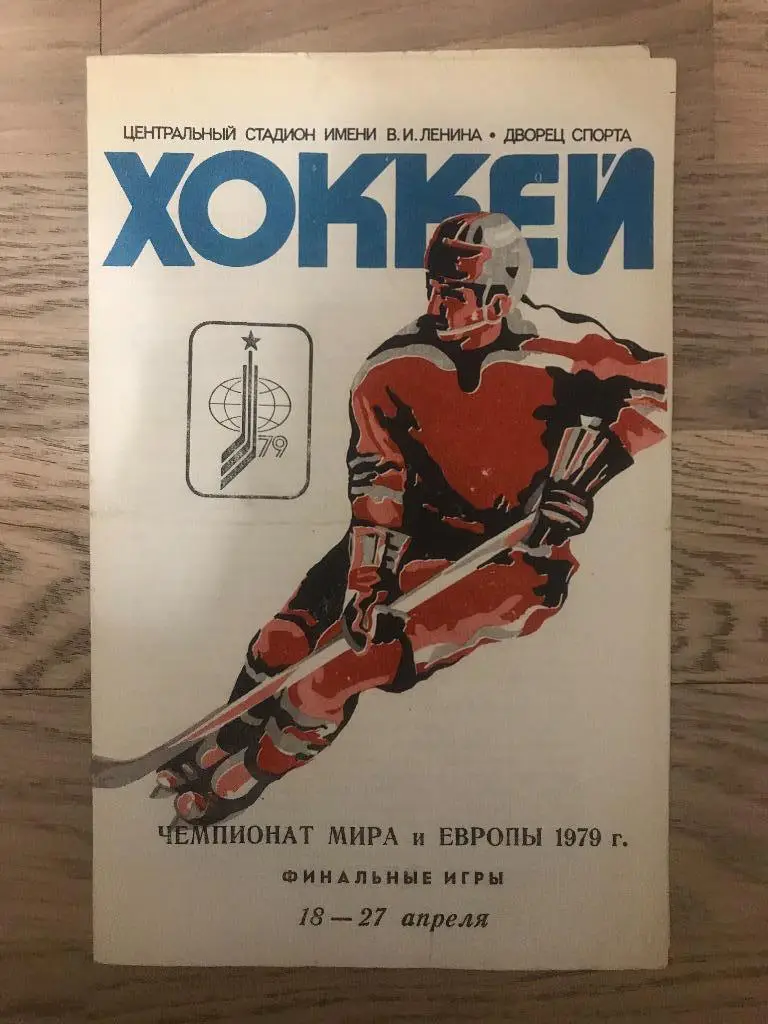 ЦЕНТРАЛЬНЫЙ СТАДИОН ИМЕНИ В.И.ЛЕНИНА • ДВОРЕЦ СПОРТА
ХОККЕЙ
79
ЧЕМПИОНАТ МИРА и ЕВРОПЫ 1979 г.
ФИНАЛЬНЫЕ ИГРЫ
18 — 27 апреля